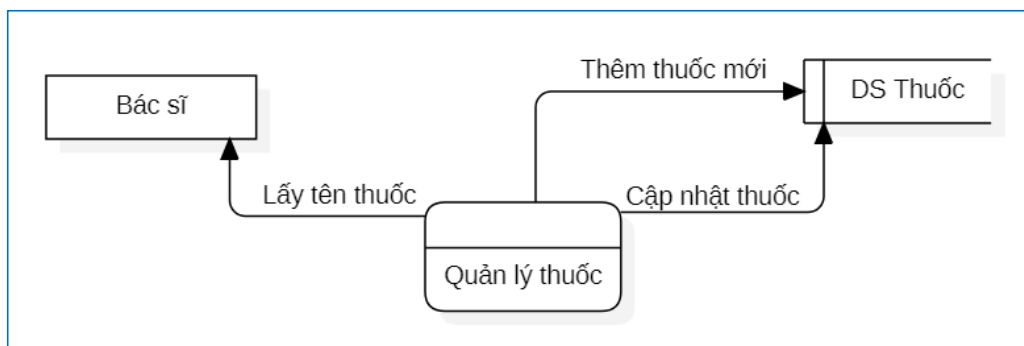 Thêm thuốc mới
DS Thuốc
Bác sĩ
Lấy tên thuốc
Cập nhật thuốc
Quản lý thuốc